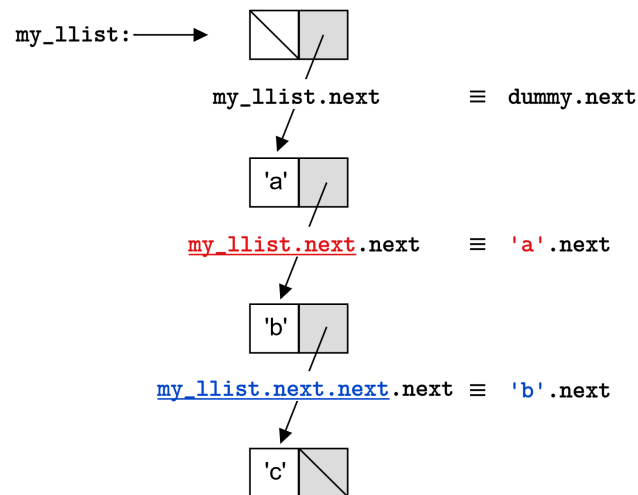 my_llist:
my_llist.next ≡ dummy.next
'a'
my_llist.next.next ≡ 'a'.next
'b'
my_llist.next.next.next ≡ 'b'.next
'c'